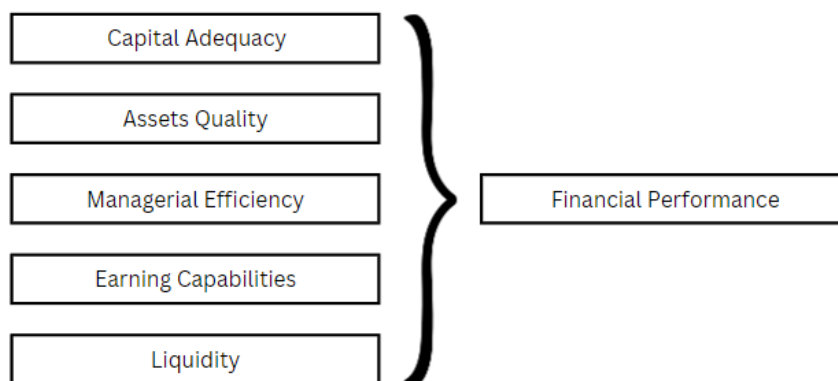 Capital Adequacy
Assets Quality
Managerial Efficiency
Earning Capabilities
Liquidity
Financial Performance